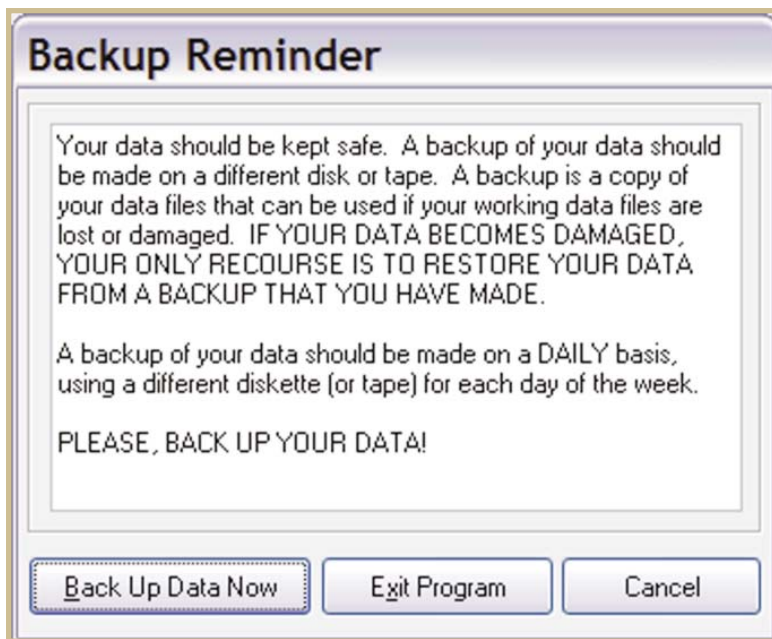 Backup Reminder
Your data should be kept safe.  A backup of your data should
be made on a different disk or tape.  A backup is a copy of
your data files that can be used if your working data files are
lost or damaged.  IF YOUR DATA BECOMES DAMAGED,
YOUR ONLY RECOURSE IS TO RESTORE YOUR DATA
FROM A BACKUP THAT YOU HAVE MADE.
A backup of your data should be made on a DAILY basis,
using a different diskette (or tape) for each day of the week.
PLEASE, BACK UP YOUR DATA!
Back Up Data Now Exit Program Cancel